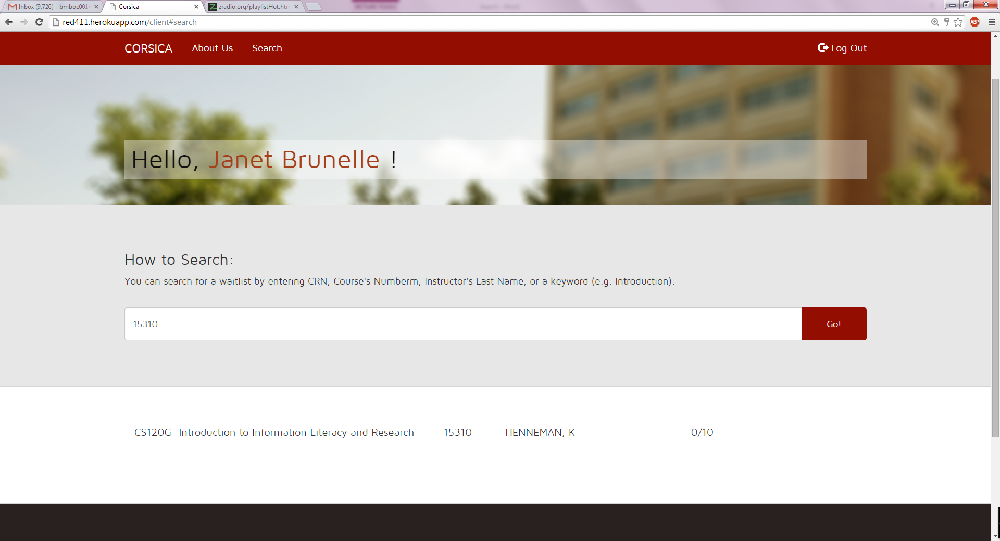 Inbox (9,726) - bmboe001
Corsica
zradio.org/playlistHot.htm
red411.herokuapp.com/client#search
ABP
CORSICA About Us Search Log Out
Hello, Janet Brunelle !
How to Search:
You can search for a waitlist by entering CRN, Course's Numberm, Instructor's Last Name, or a keyword (e.g. Introduction).
15310 Go!
CS120G: Introduction to Information Literacy and Research 15310 HENNEMAN, K 0/10